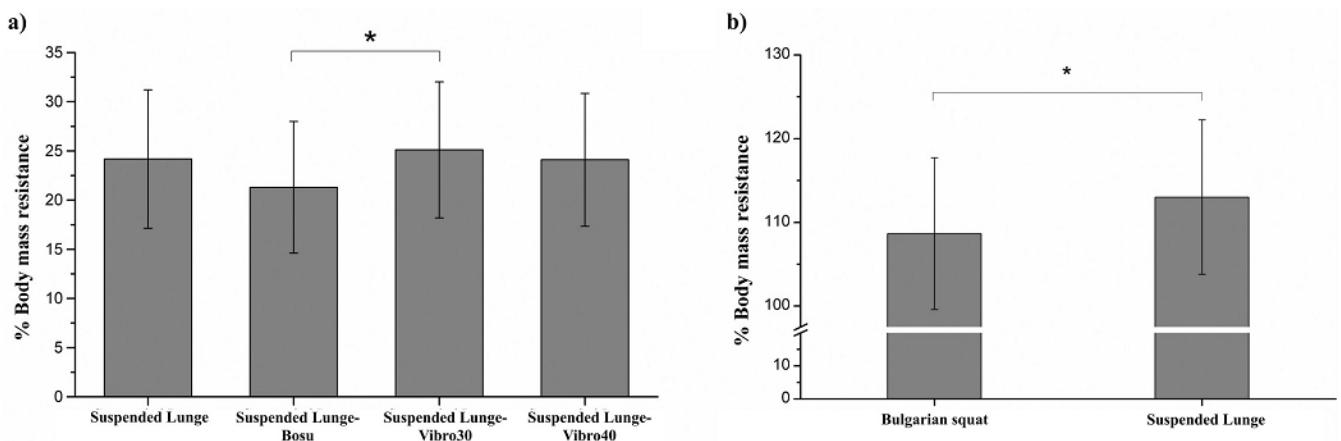 a)
% Body mass resistance
35
30
25
20
15
10
5
0
*
Suspended Lunge
Suspended Lunge-
Bosu
Suspended Lunge-
Vibro30
Suspended Lunge-
Vibro40
b)
% Body mass resistance
130
120
110
100
10
0
*
Bulgarian squat
Suspended Lunge